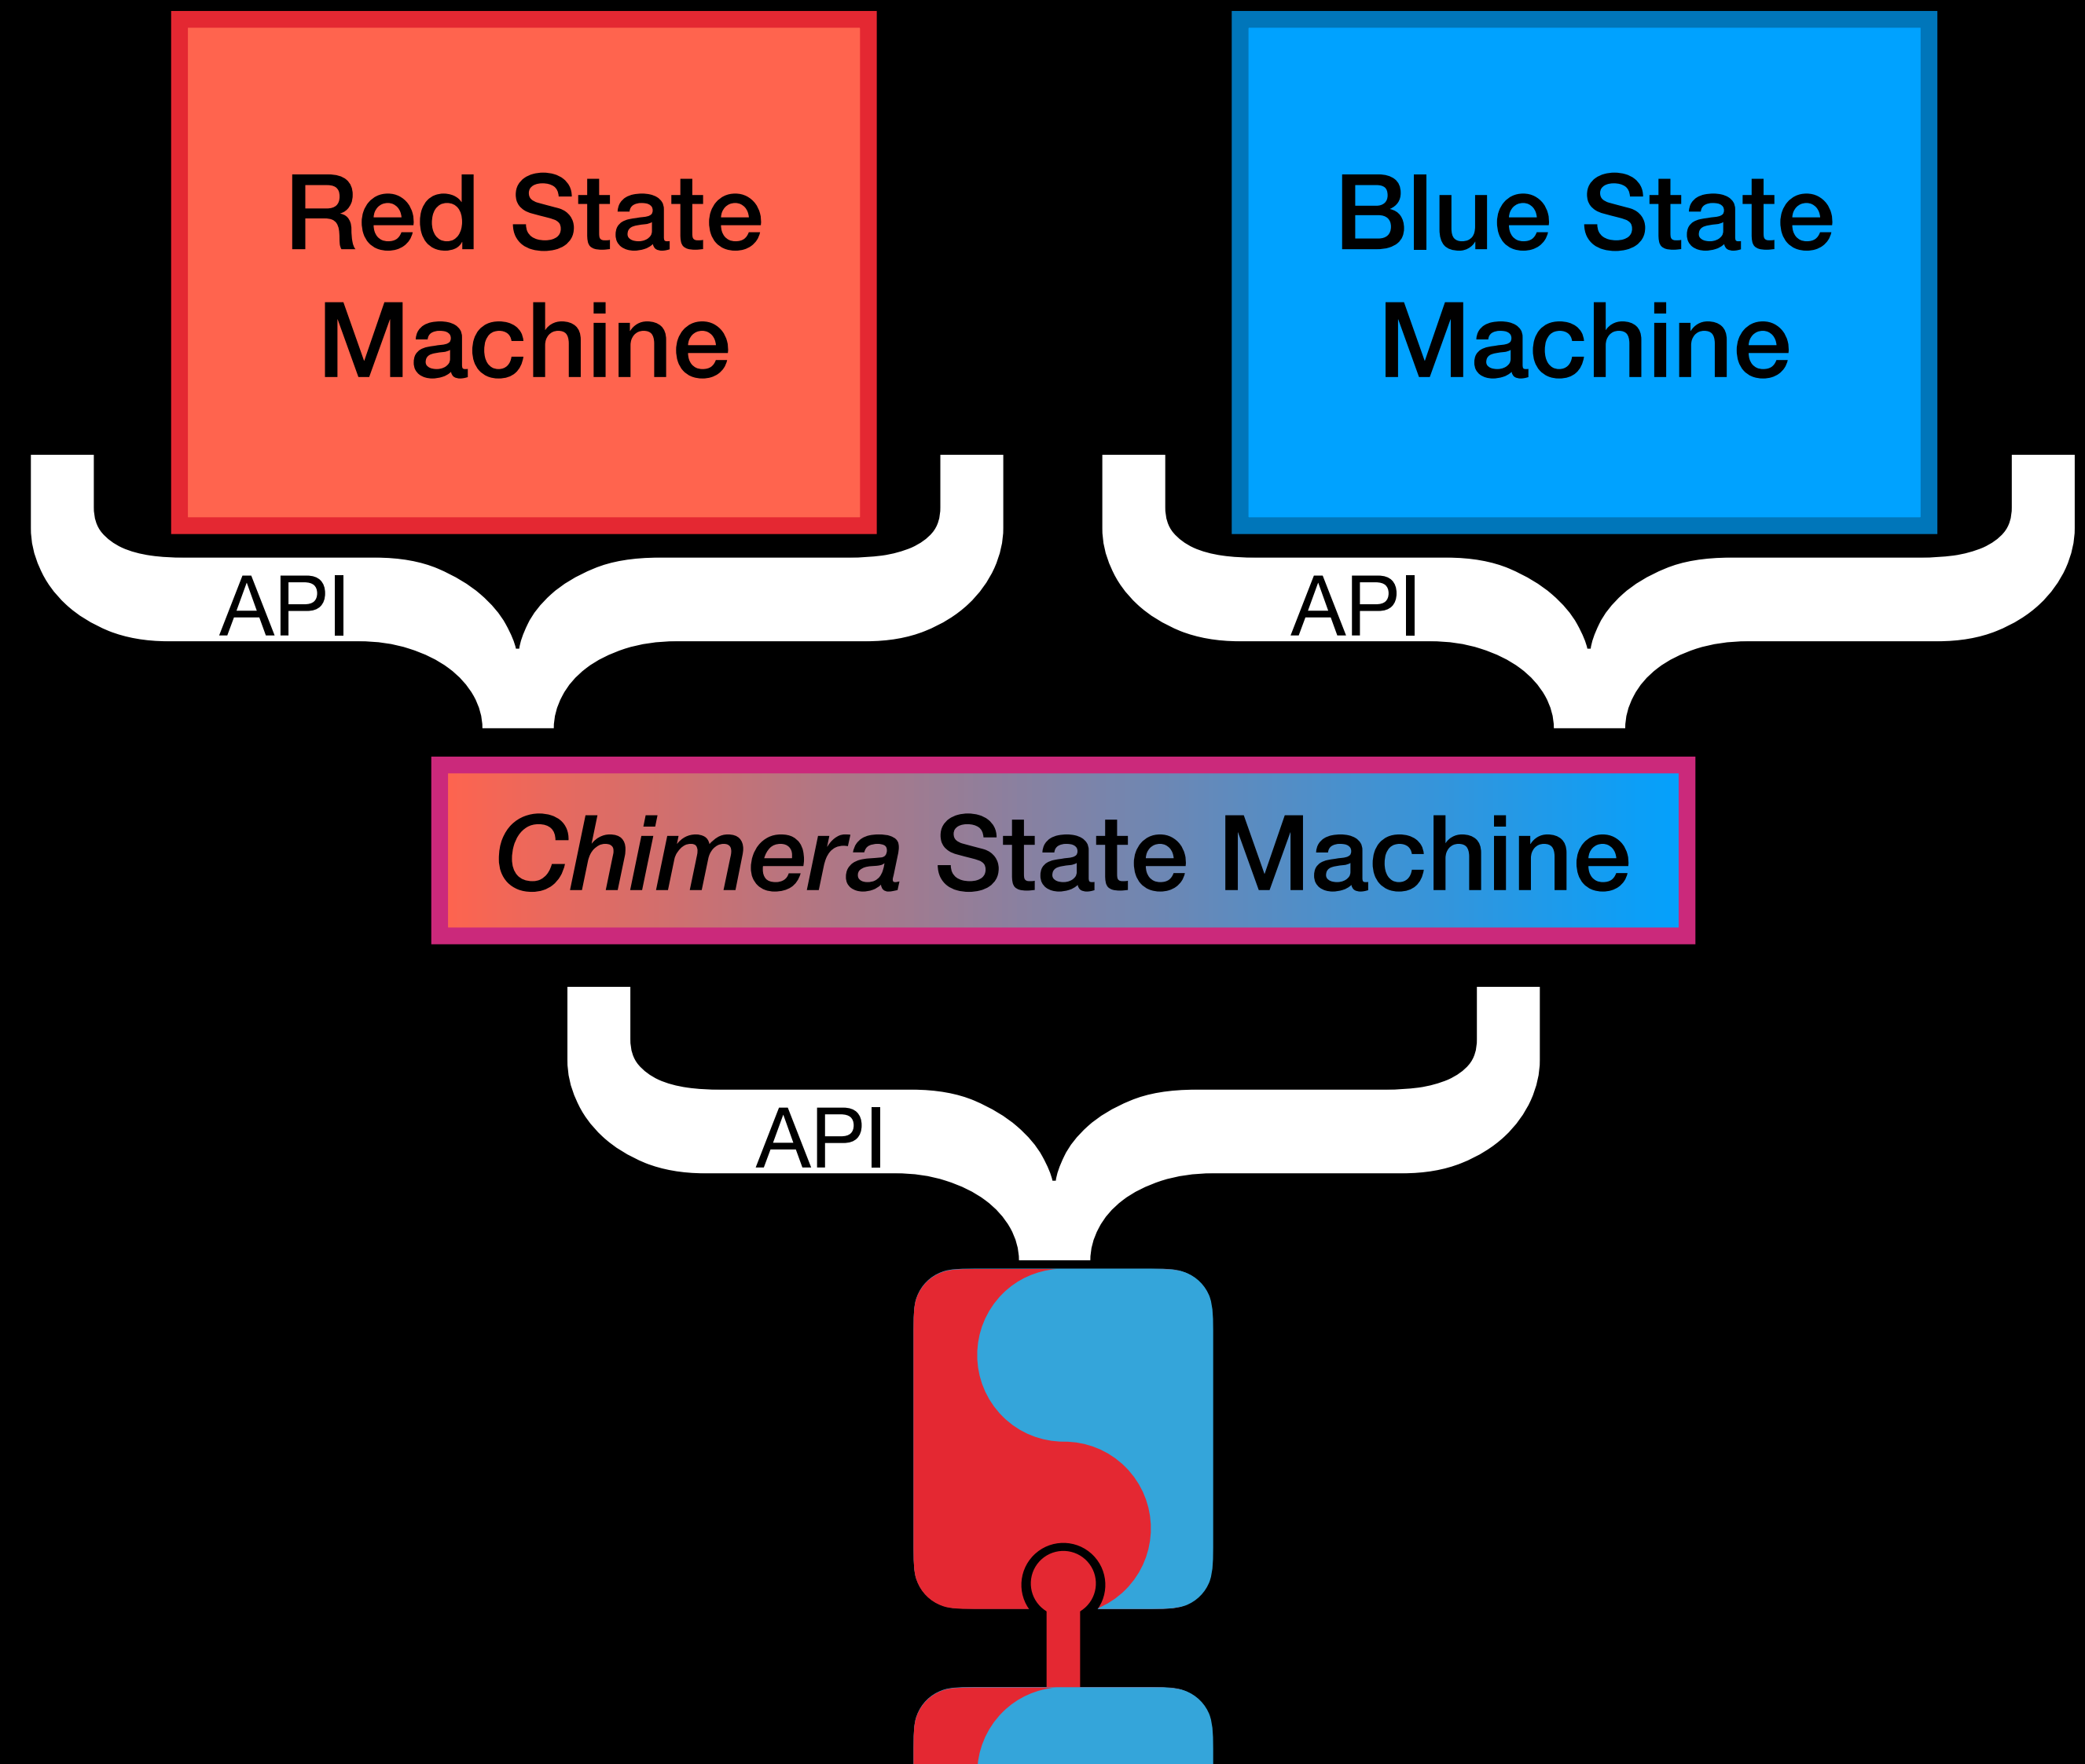 Red State
Machine
Blue State
Machine
API
API
Chimera State Machine
API